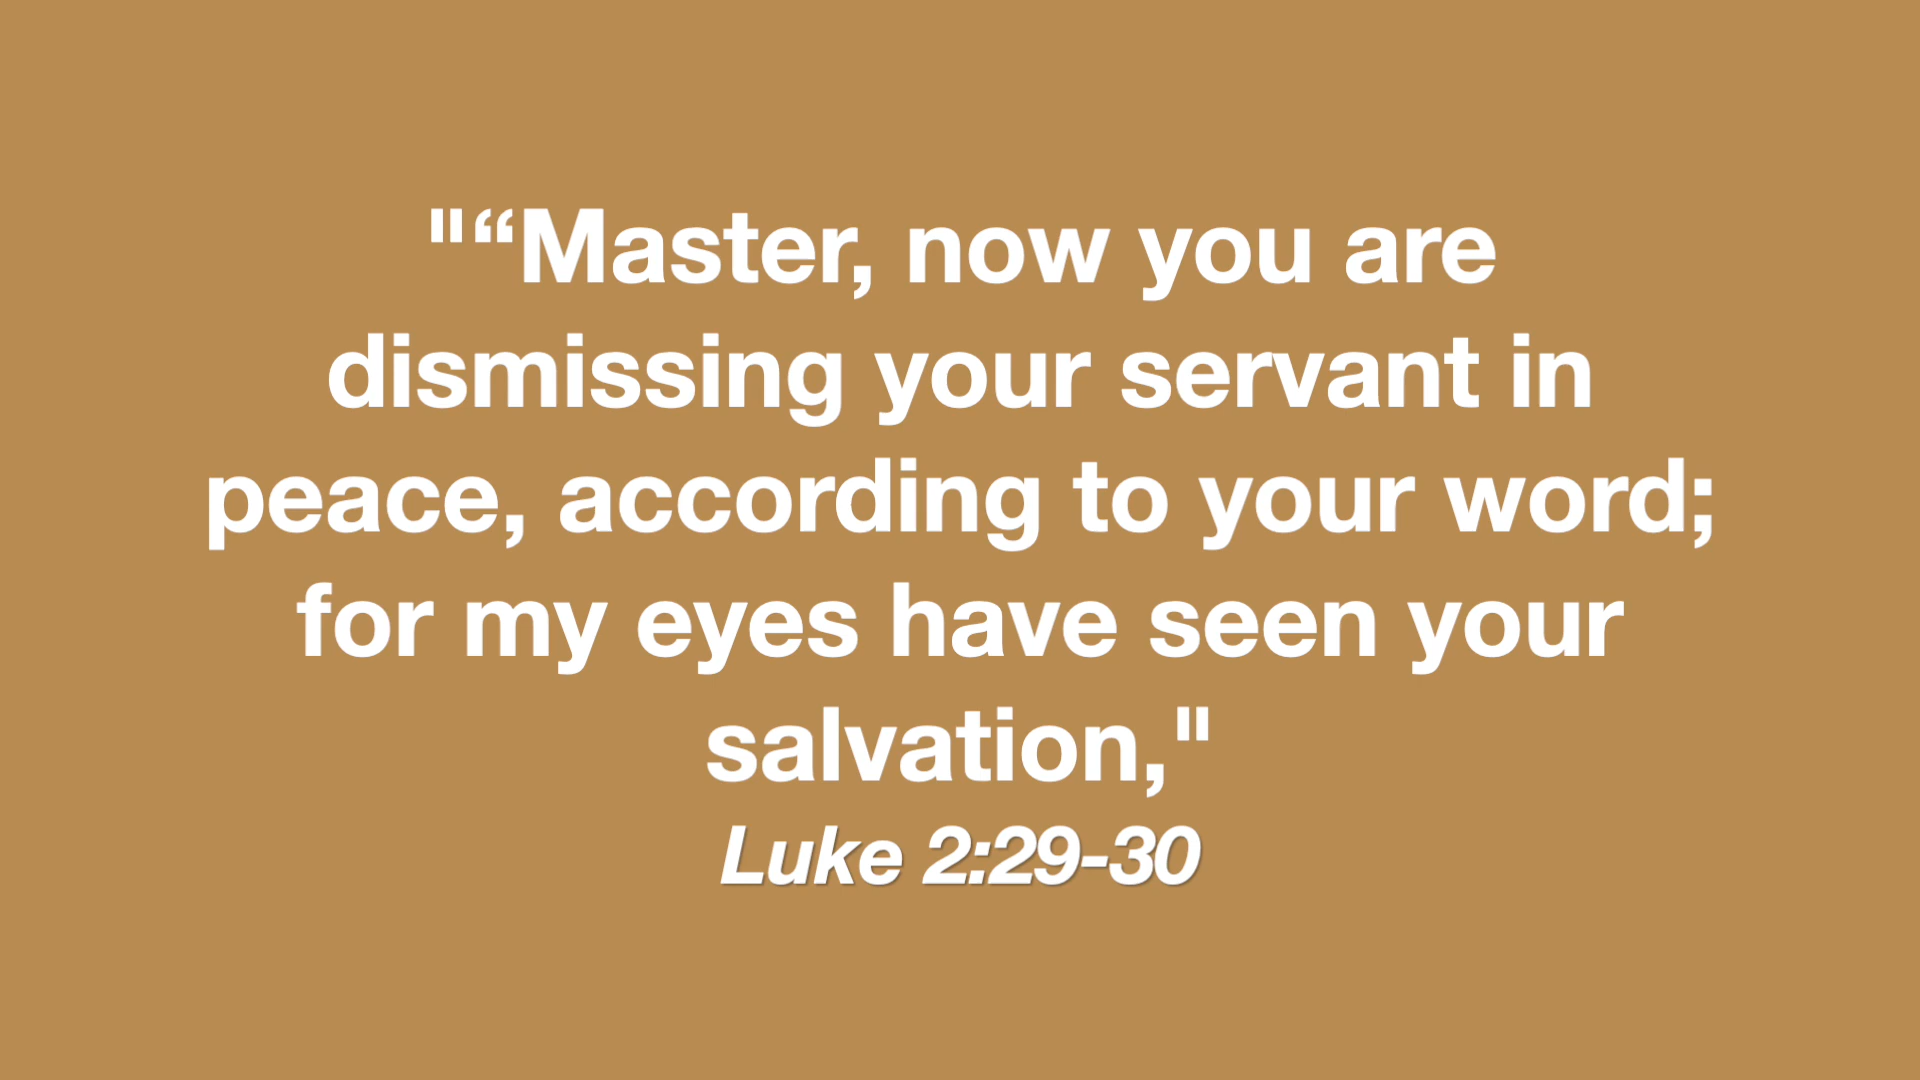 "“Master, now you are
dismissing your servant in
peace, according to your word;
for my eyes have seen your
salvation,"
Luke 2:29-30